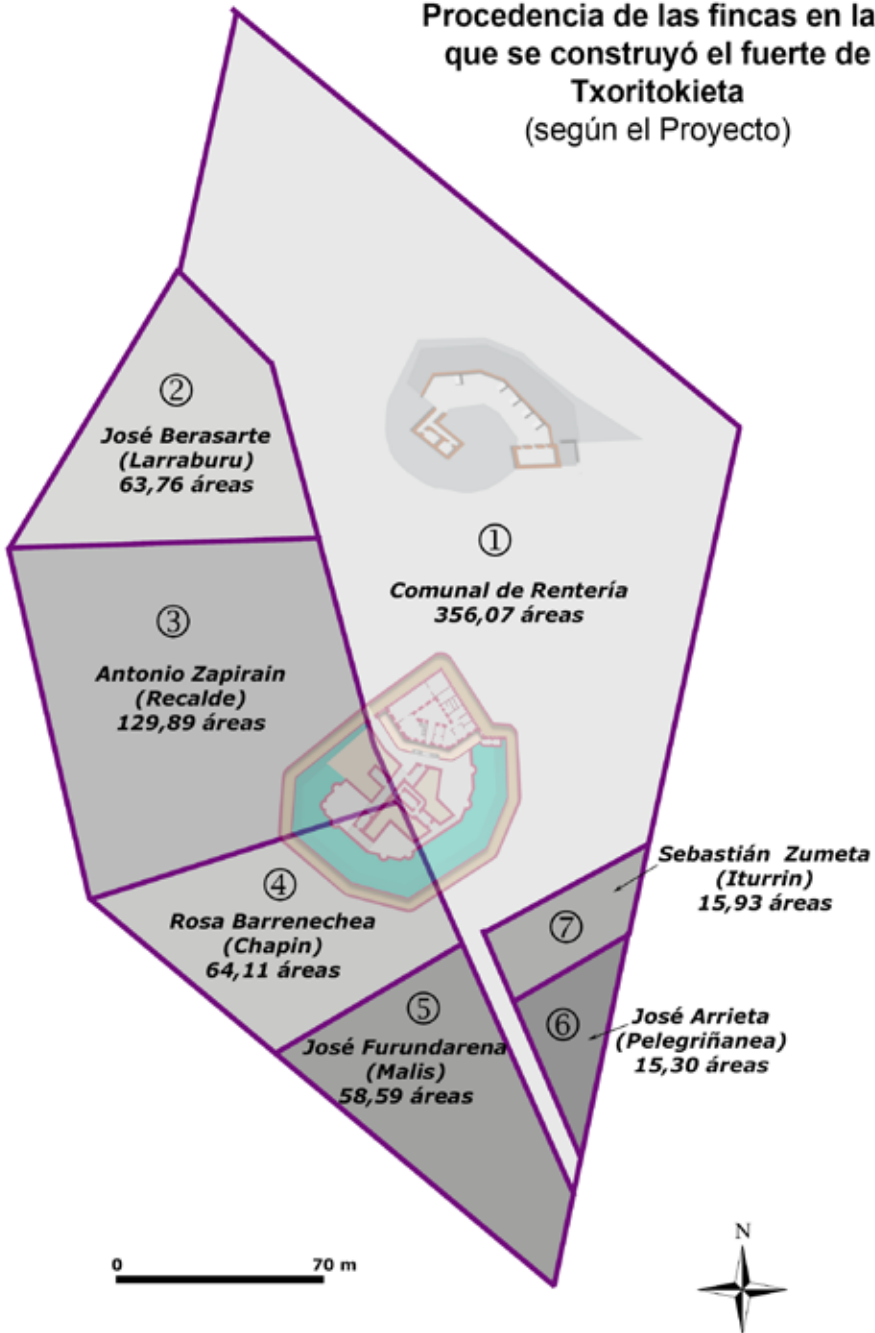 Procedencia de las fincas en la
que se construyó el fuerte de
Txoritokieta
(según el Proyecto)
②
José Berasarte
(Larraburu)
63,76 áreas
①
Comunal de Rentería
356,07 áreas
③
Antonio Zapirain
(Recalde)
129,89 áreas
④
Rosa Barrenechea
(Chapin)
64,11 áreas
Sebastián Zumeta
(Iturrin)
15,93 áreas
⑦
⑤
José Furundarena
(Malis)
58,59 áreas
⑥
José Arrieta
(Pelegriñanea)
15,30 áreas
0 70 m
N